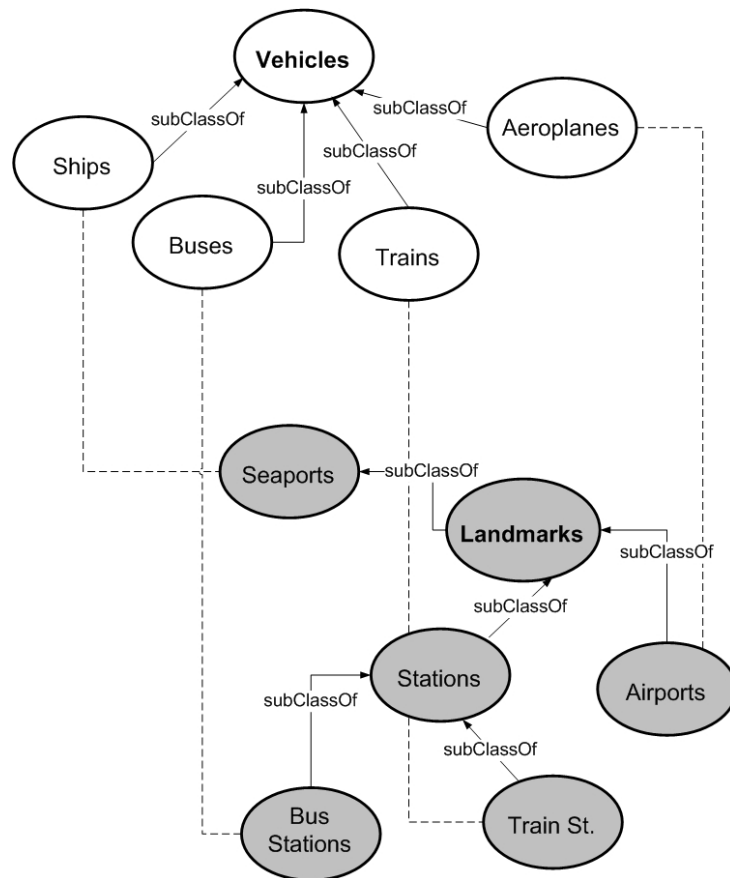 Vehicles
subClassOf
subClassOf
Aeroplanes
subClassOf
Ships
subClassOf
Buses
Trains
Seaports
subClassOf
Landmarks
subClassOf
subClassOf
Stations
Airports
subClassOf
subClassOf
Bus
Stations
Train St.